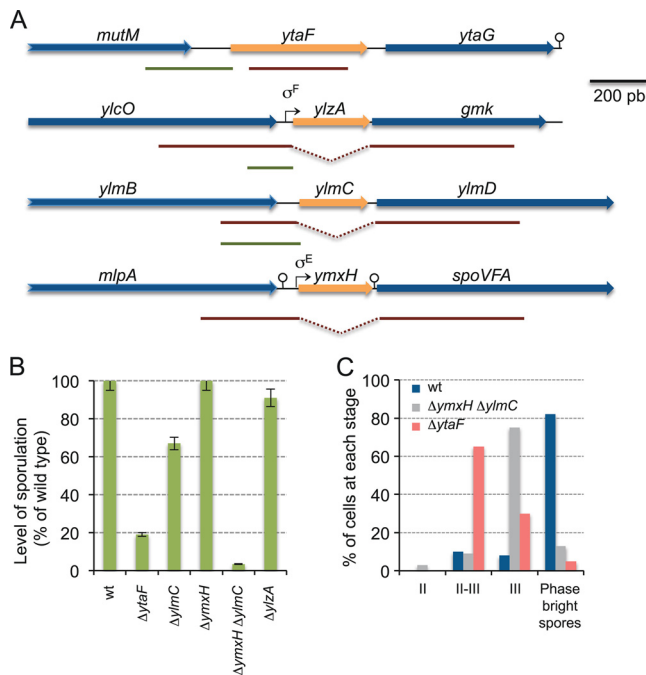 A
mutM ytaF ytaG
200 pb
σF
ylcO ylzA gmk
ylmB ylmC ylmD
σE
mlpA ymxH spoVFA
B
Level of sporulation
(% of wild type)
100
80
60
40
20
0
wt
ΔytaF
ΔylmC
ΔymxH
ΔymxH ΔylmC
ΔylzA
C
% of cells at each stage
100
80
60
40
20
0
wt
ΔymxH ΔylmC
ΔytaF
II II-III III Phase
bright
spores